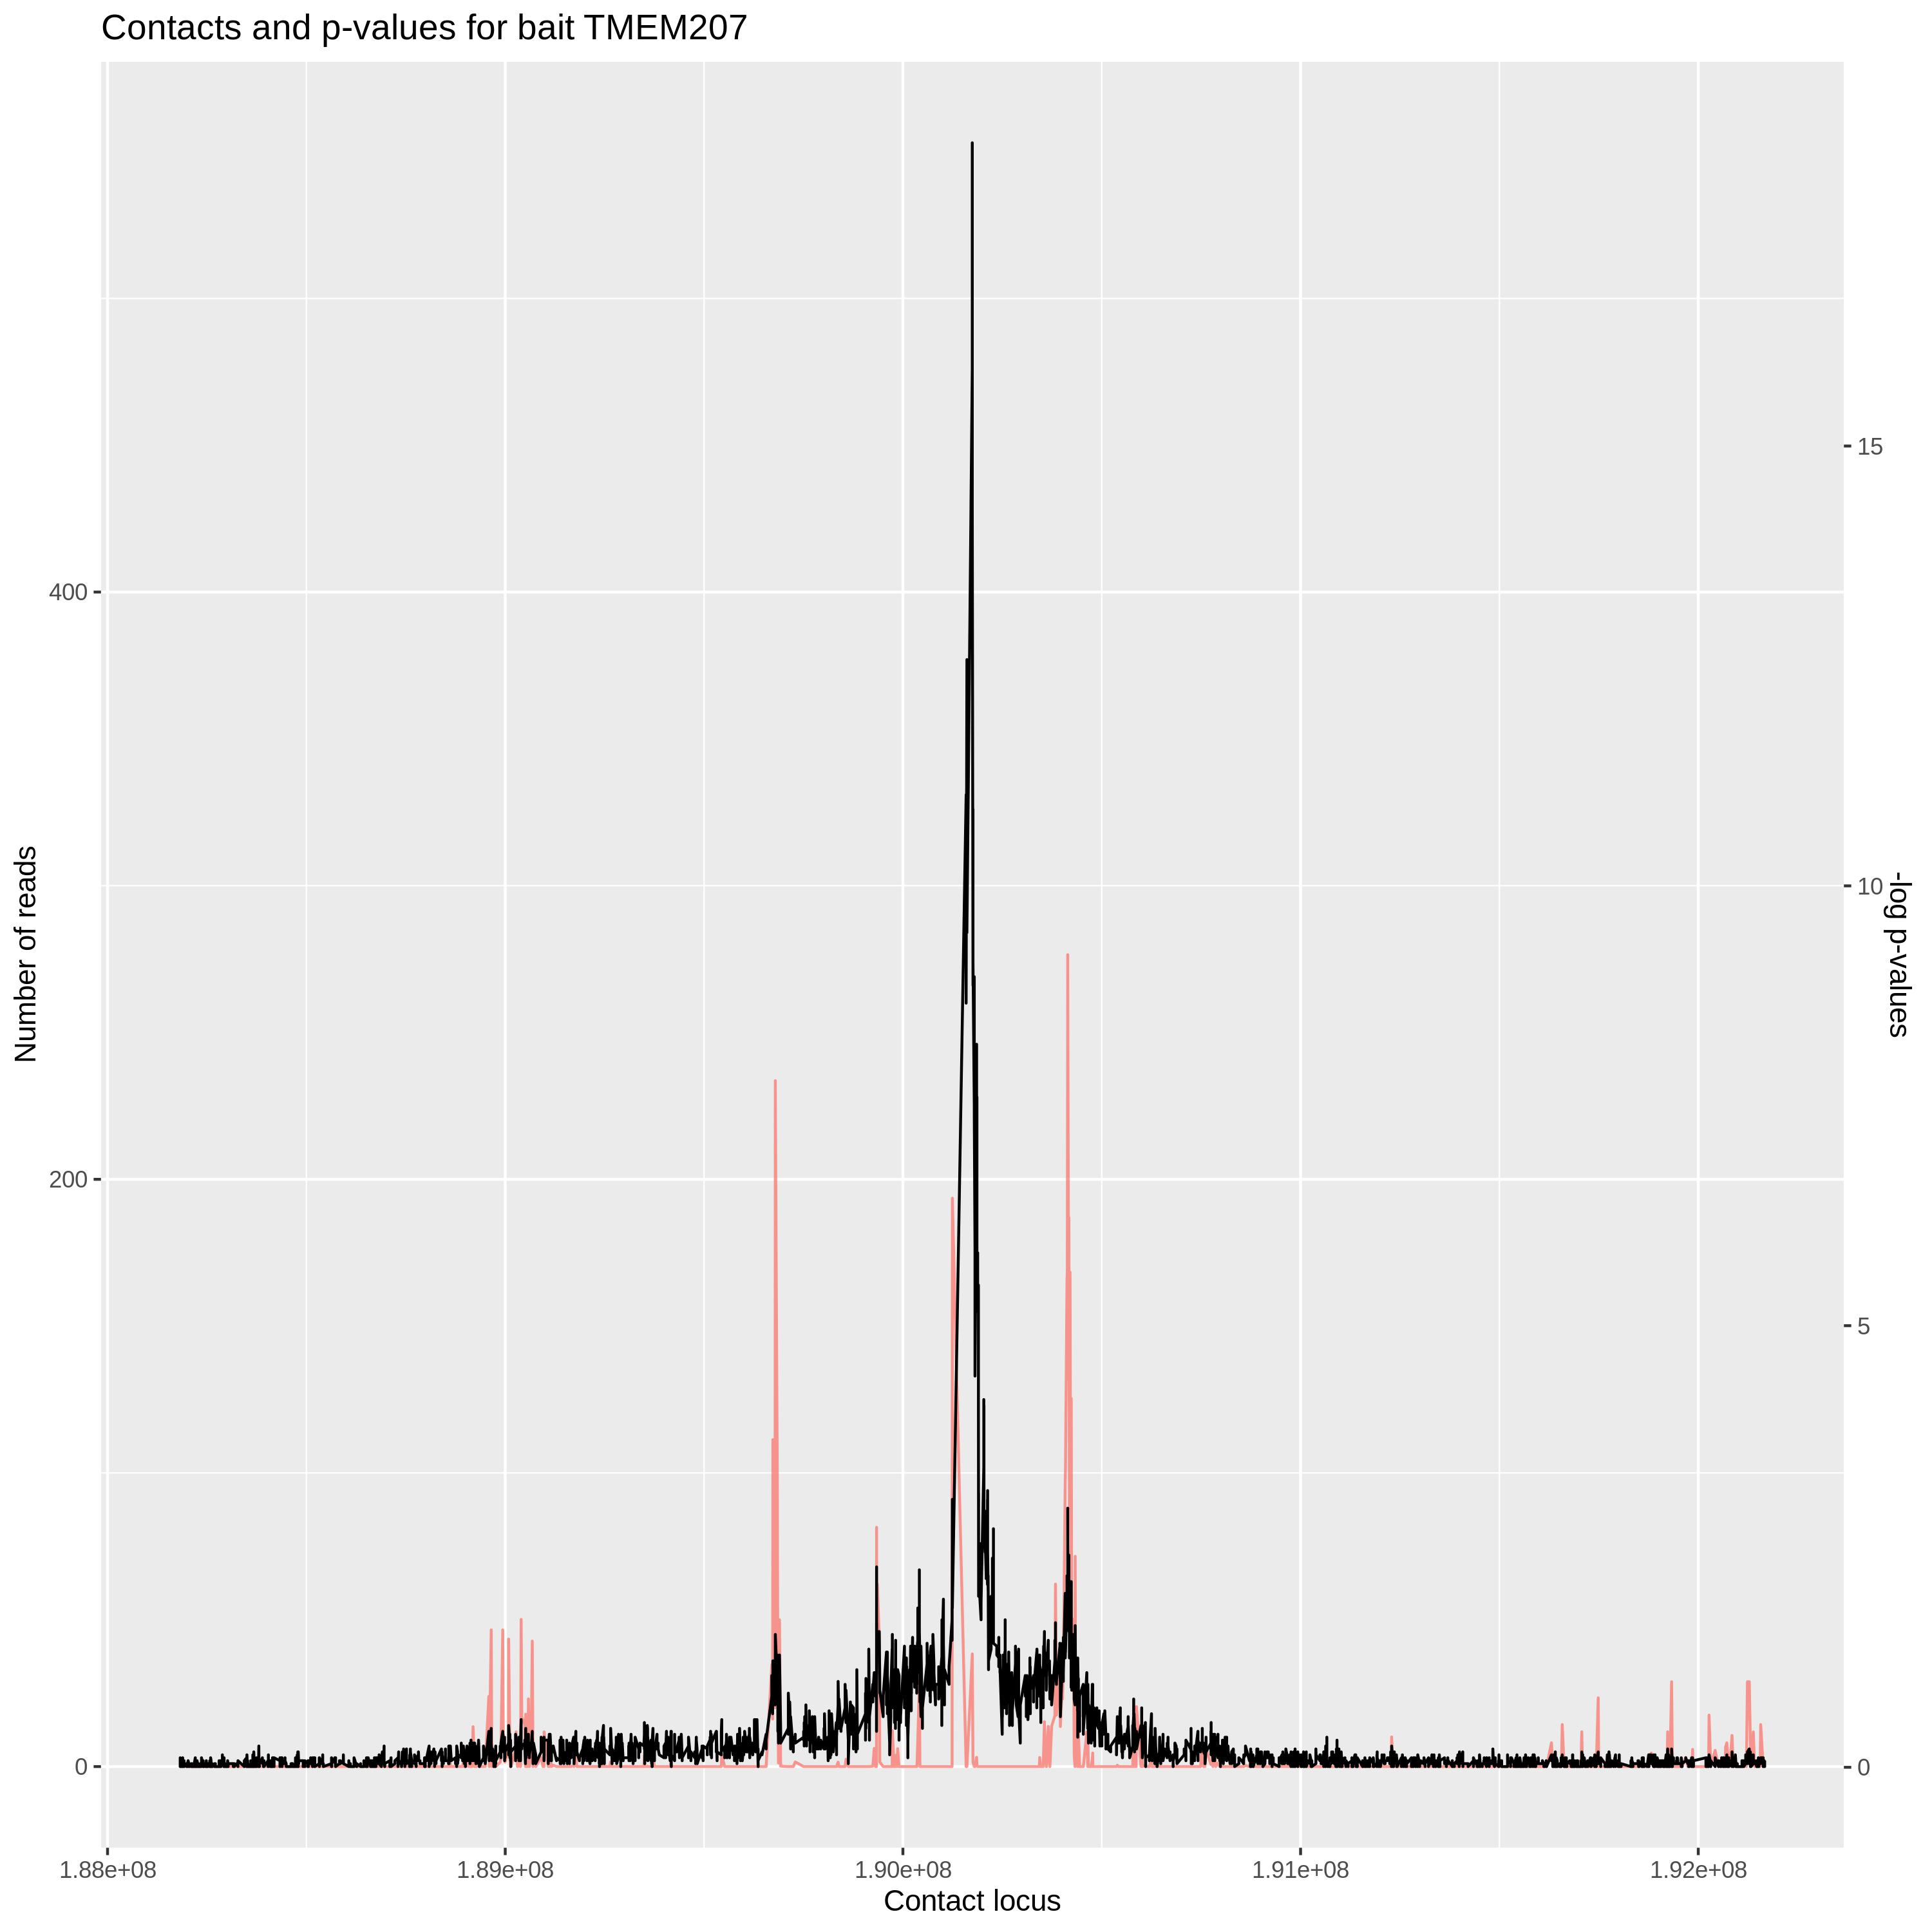 Contacts and p-values for bait TMEM207
Number of reads
400
200
0
15
10
5
0
-log p-values
1.88e+08
1.89e+08
1.90e+08
1.91e+08
1.92e+08
Contact locus